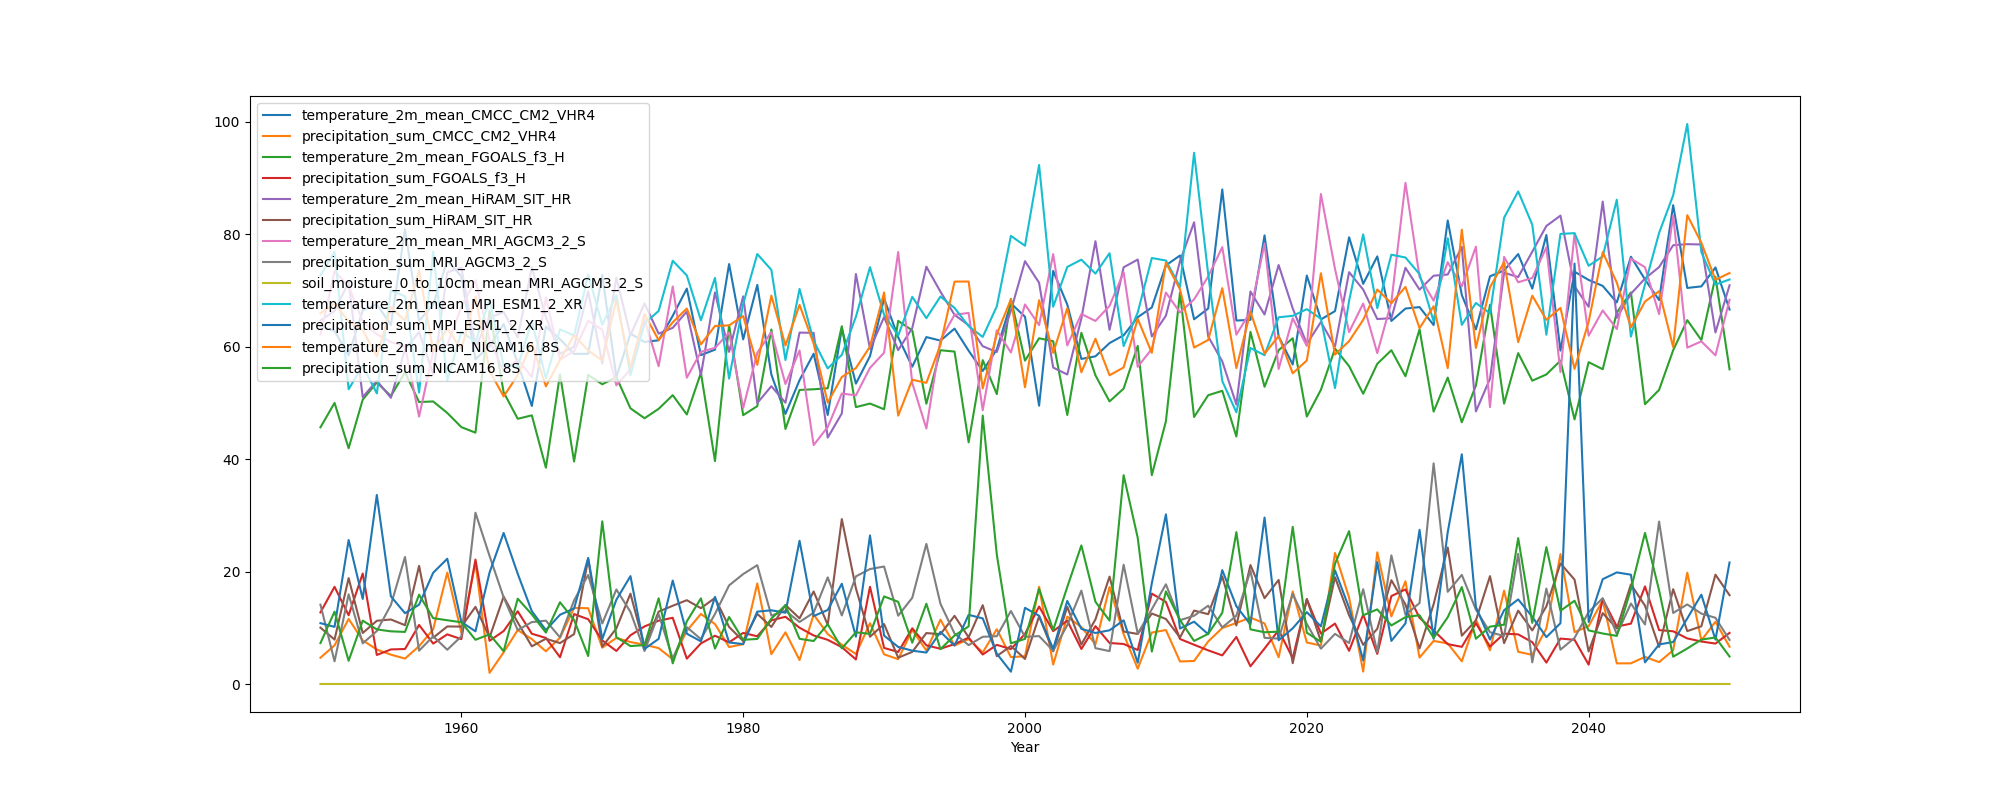 temperature_2m_mean_CMCC_CM2_VHR4
precipitation_sum_CMCC_CM2_VHR4
temperature_2m_mean_FGOALS_f3_H
precipitation_sum_FGOALS_f3_H
temperature_2m_mean_HiRAM_SIT_HR
precipitation_sum_HiRAM_SIT_HR
temperature_2m_mean_MRI_AGCM3_2_S
precipitation_sum_MRI_AGCM3_2_S
soil_moisture_0_to_10cm_mean_MRI_AGCM3_2_S
temperature_2m_mean_MPI_ESM1_2_XR
precipitation_sum_MPI_ESM1_2_XR
temperature_2m_mean_NICAM16_8S
precipitation_sum_NICAM16_8S
100
80
60
40
20
0
1960 1980 2000 2020 2040
Year